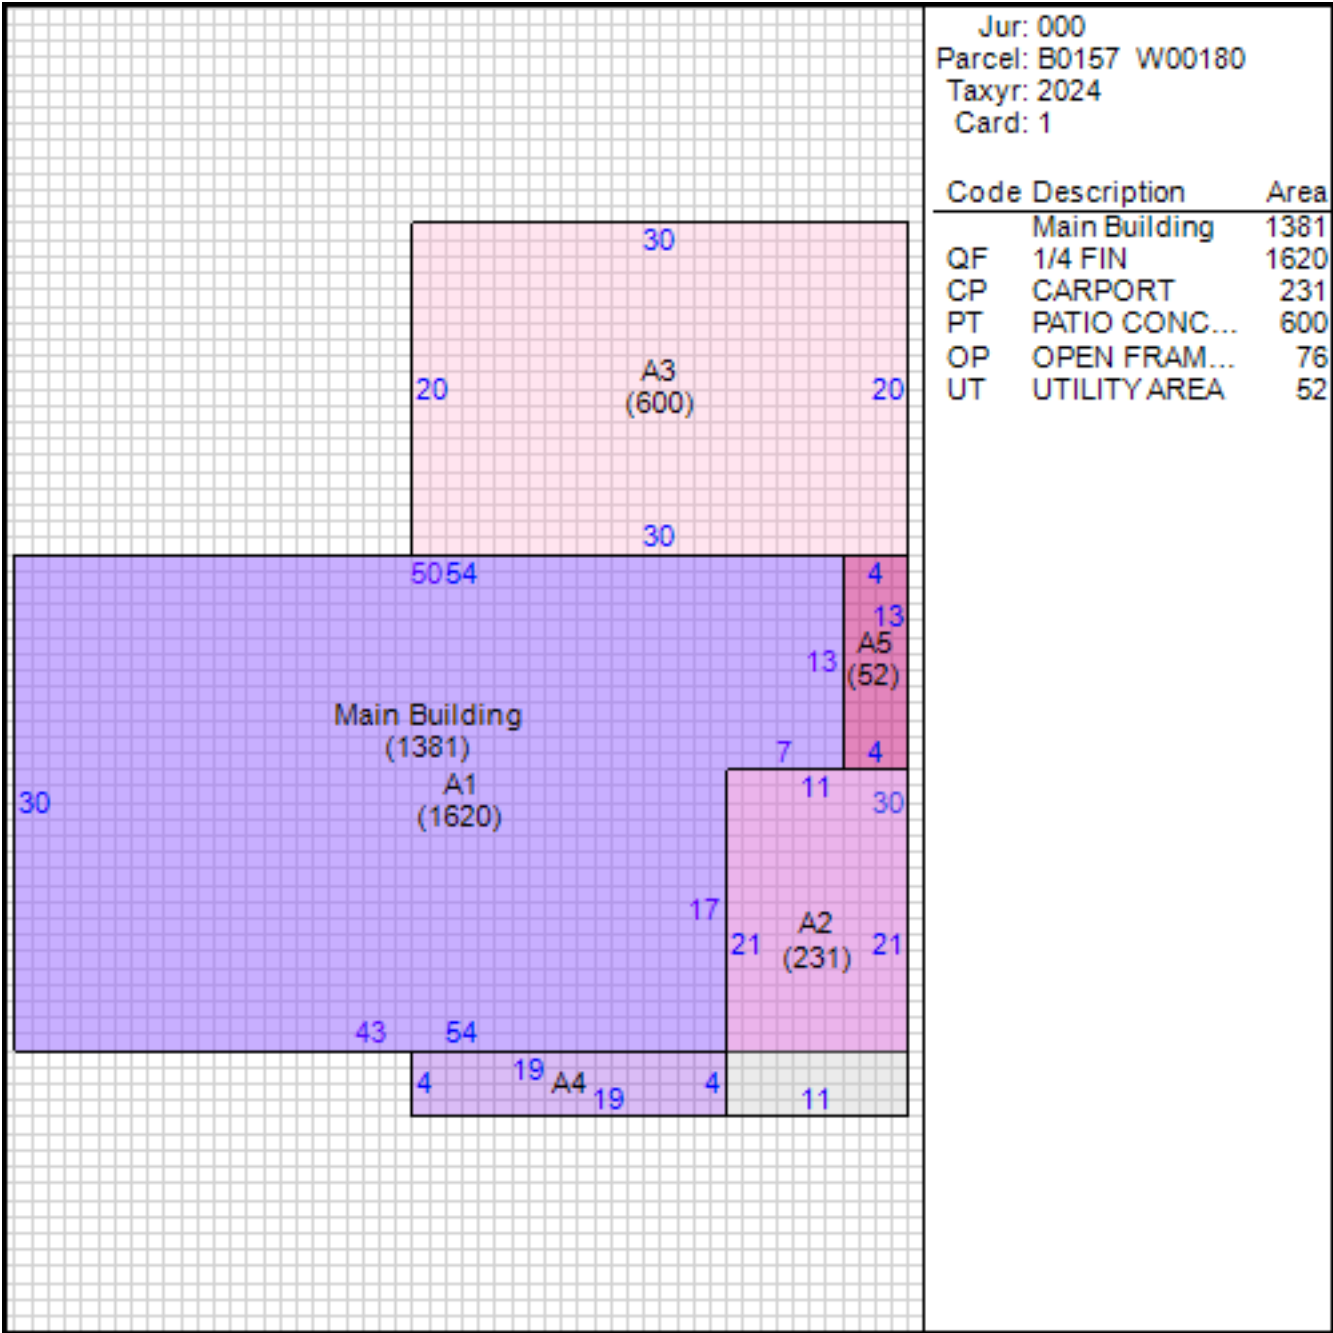 Jur: 000
Parcel: B0157 W00180
Taxyr: 2024
Card: 1
Code Description Area
Main Building 1381
QF 1/4 FIN 1620
CP CARPORT 231
PT PATIO CONC... 600
OP OPEN FRAM... 76
UT UTILITY AREA 52
30
A3
(600)
20
20
30
50 54
4
13
A5
(52)
13
Main Building
(1381)
7
4
A1
(1620)
11
30
30
17
A2
(231)
21
21
43
54
4
19
A4
19
4
11